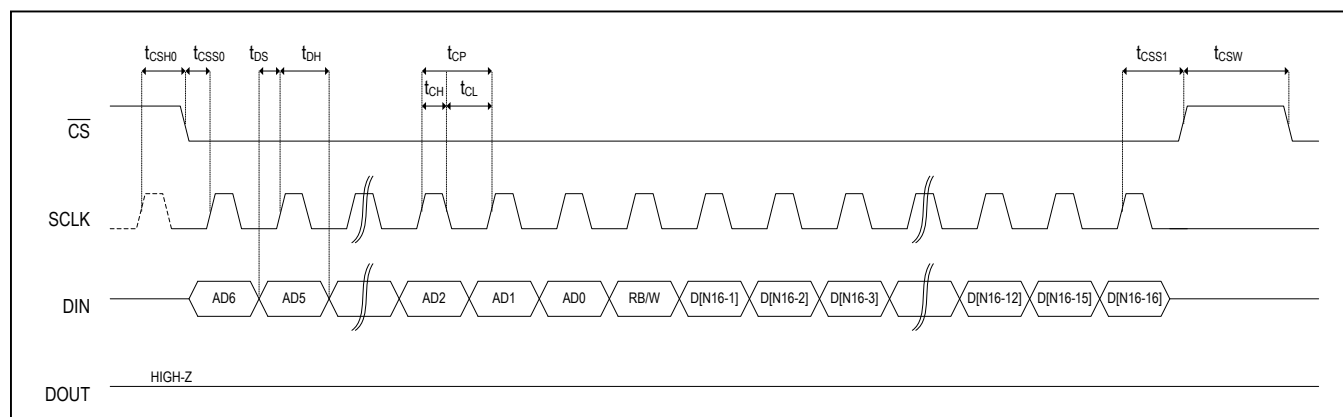 tCSH0 tCSS0 tDS tDH tCP tCSS1 tCSW
tCH tCL
CS
SCLK
DIN AD6 AD5 AD2 AD1 AD0 RB/W D[N16-1] D[N16-2] D[N16-3] D[N16-12] D[N16-15] D[N16-16]
HIGH-Z
DOUT